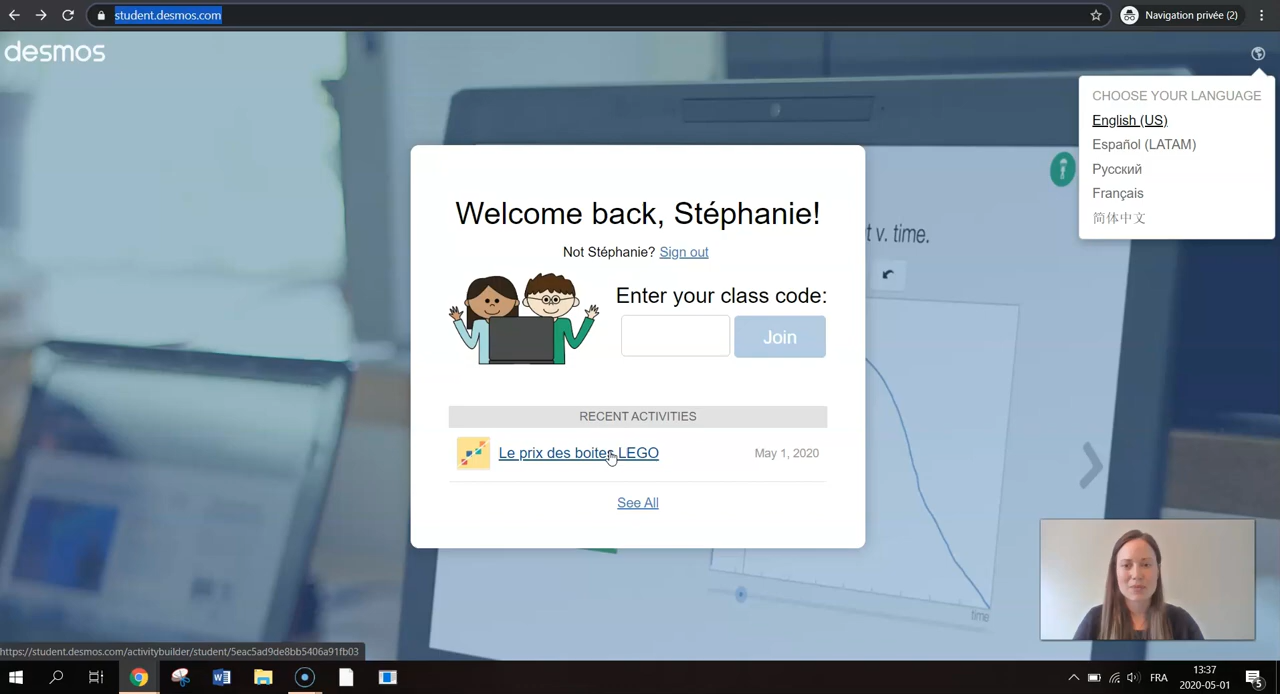 student.desmos.com
Navigation privée (2)
desmos
CHOOSE YOUR LANGUAGE
English (US)
Español (LATAM)
Русский
Français
简体中文
t v. time.
Welcome back, Stéphanie!
Not Stéphanie? Sign out
Enter your class code:
Join
RECENT ACTIVITIES
Le prix des boites LEGO
May 1, 2020
See All
time
https://student.desmos.com/activitybuilder/student/5eac5ad9de8bb5406a91fb03
FRA
13:37
2020-05-01
5